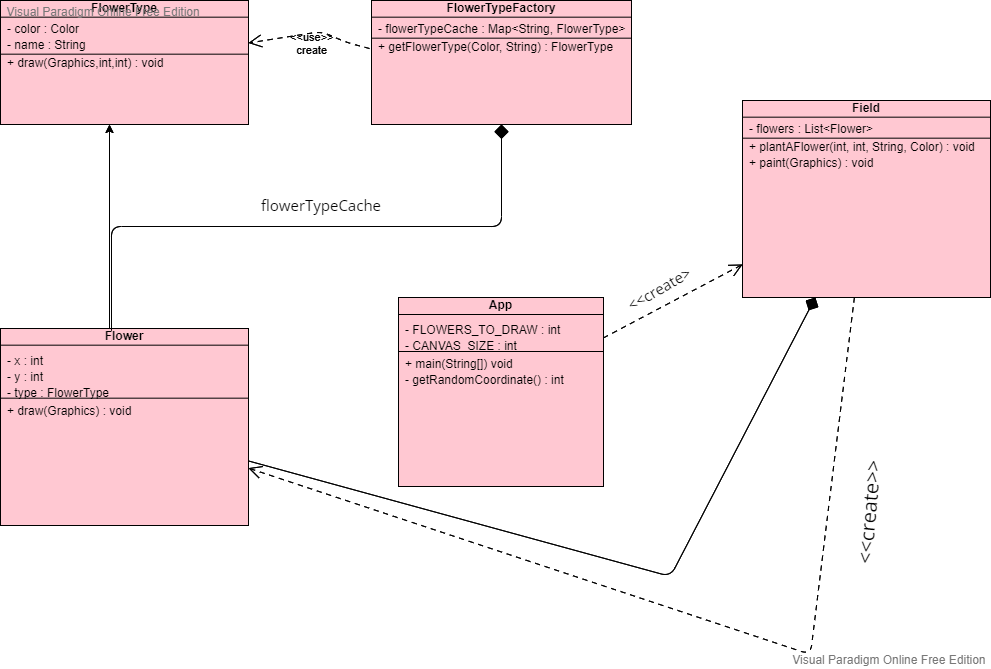 FlowerType
Visual Paradigm Online Free Edition
- color : Color
- name : String
+ draw(Graphics,int,int) : void
<<use>>
create
FlowerTypeFactory
- flowerTypeCache : Map<String, FlowerType>
+ getFlowerType(Color, String) : FlowerType
Field
- flowers : List<Flower>
+ plantAFlower(int, int, String, Color) : void
+ paint(Graphics) : void
flowerTypeCache
<<create>
App
- FLOWERS_TO_DRAW : int
- CANVAS_SIZE : int
+ main(String[]) void
- getRandomCoordinate() : int
Flower
- x : int
- y : int
- type : FlowerType
+ draw(Graphics) : void
<<create>>
Visual Paradigm Online Free Edition